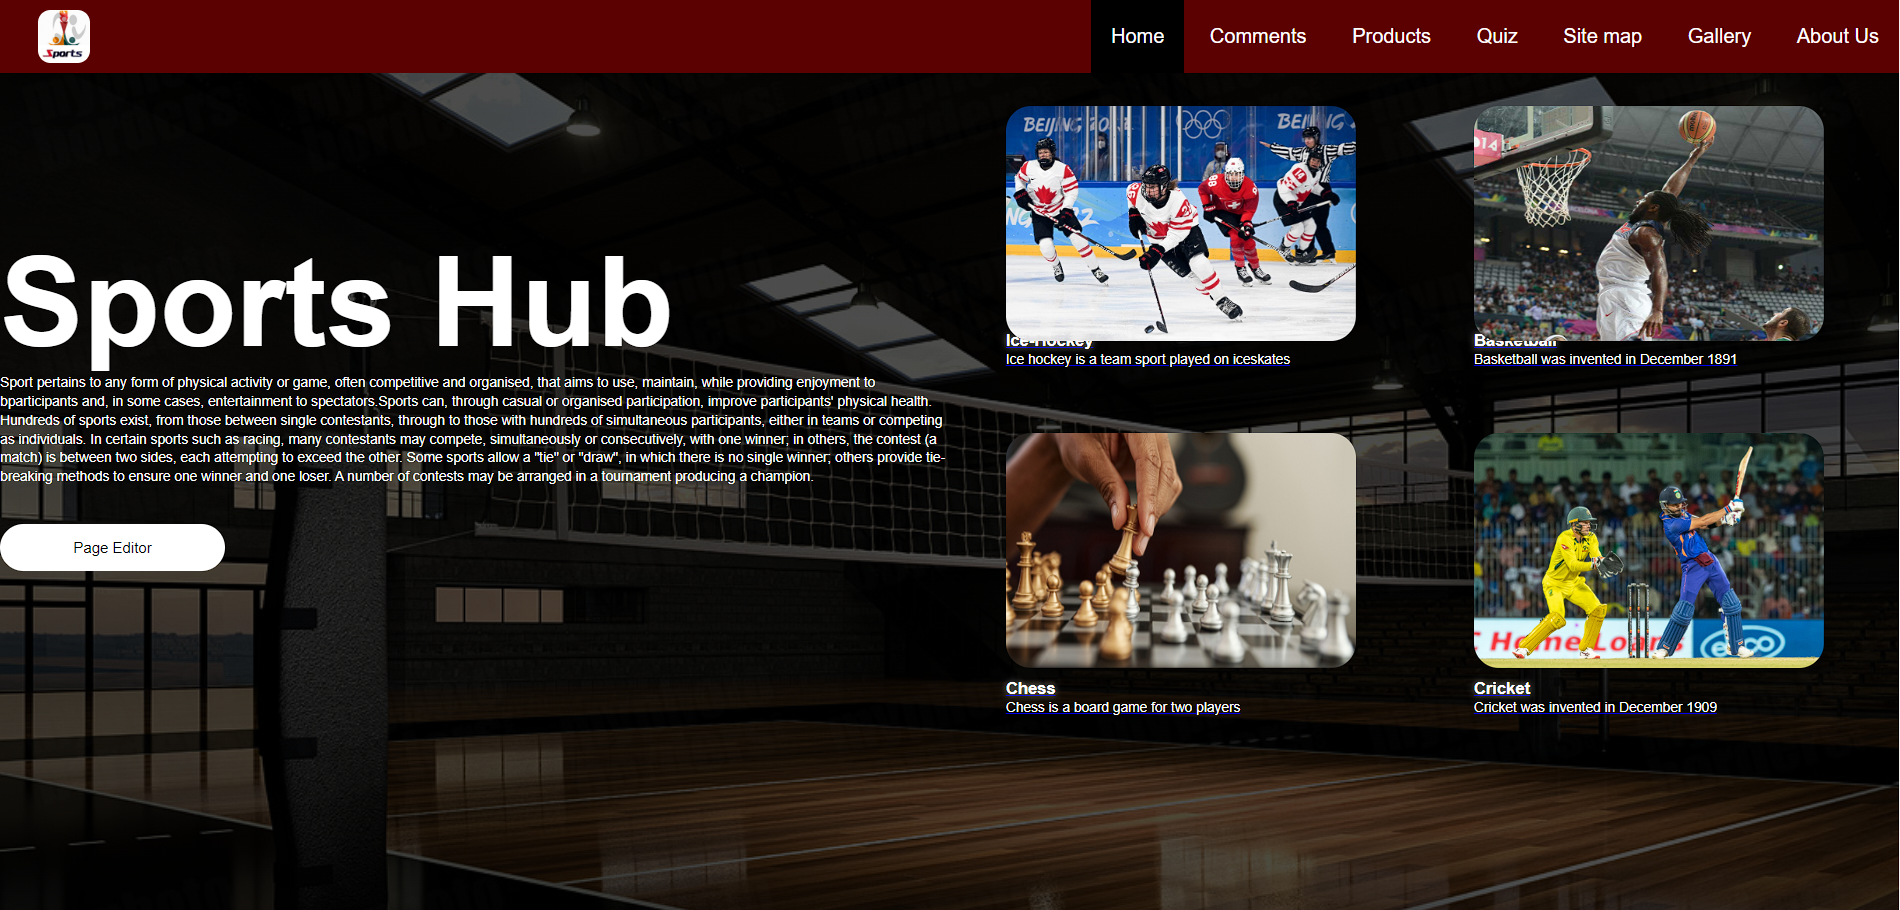 Sports
Home
Comments
Products
Quiz
Site map
Gallery
About Us
Sports Hub
Sport pertains to any form of physical activity or game, often competitive and organised, that aims to use, maintain, while providing enjoyment to
bparticipants and, in some cases, entertainment to spectators.Sports can, through casual or organised participation, improve participants' physical health.
Hundreds of sports exist, from those between single contestants, through to those with hundreds of simultaneous participants, either in teams or competing
as individuals. In certain sports such as racing, many contestants may compete, simultaneously or consecutively, with one winner; in others, the contest (a
match) is between two sides, each attempting to exceed the other. Some sports allow a "tie" or "draw", in which there is no single winner; others provide tie-
breaking methods to ensure one winner and one loser. A number of contests may be arranged in a tournament producing a champion.
Page Editor
BEIJING
Ice-Hockey
Ice hockey is a team sport played on iceskates
Basketball
Basketball was invented in December 1891
Chess
Chess is a board game for two players
Home Loans
Cricket
Cricket was invented in December 1909